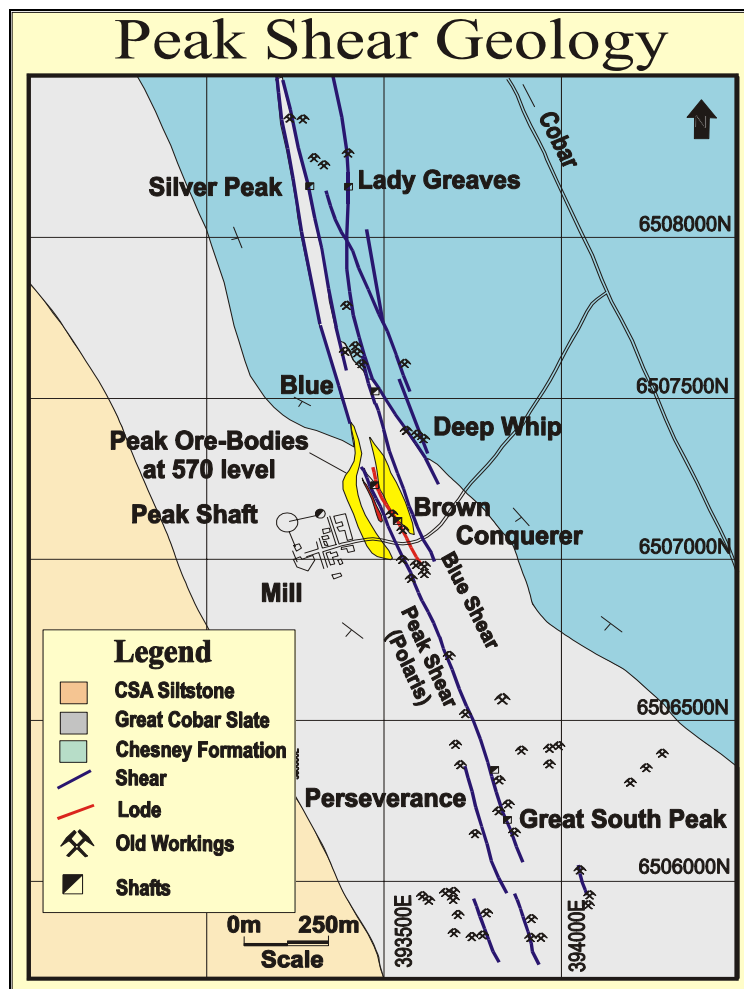 Peak Shear Geology
N
Cobar
Silver Peak
Lady Greaves
6508000N
Blue
6507500N
Deep Whip
Peak Ore-Bodies
at 570 level
Peak Shaft
Brown
Conquerer
6507000N
Mill
Blue Shear
Peak Shear
(Polaris)
6506500N
Perseverance
Great South Peak
6506000N
393500E
394000E
Legend
CSA Siltstone
Great Cobar Slate
Chesney Formation
Shear
Lode
Old Workings
Shafts
0m 250m
Scale